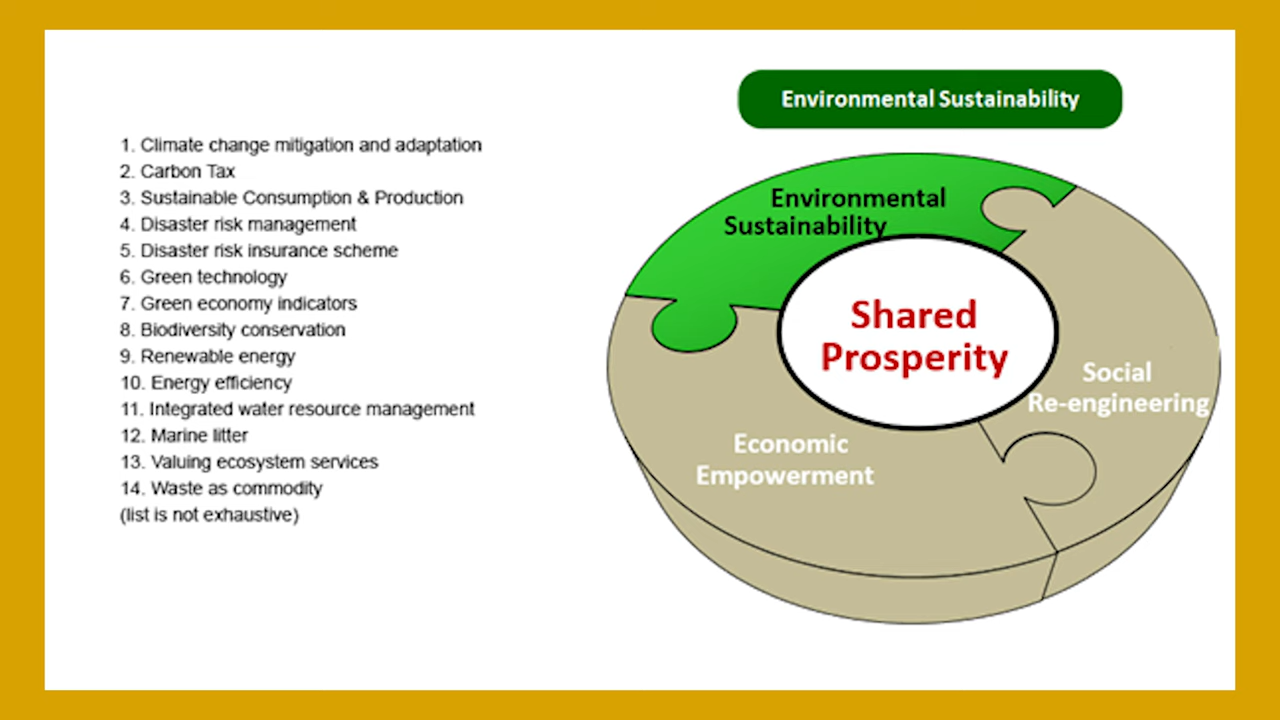 Environmental Sustainability
1. Climate change mitigation and adaptation
2. Carbon Tax
3. Sustainable Consumption & Production
4. Disaster risk management
5. Disaster risk insurance scheme
6. Green technology
7. Green economy indicators
8. Biodiversity conservation
9. Renewable energy
10. Energy efficiency
11. Integrated water resource management
12. Marine litter
13. Valuing ecosystem services
14. Waste as commodity
(list is not exhaustive)
Environmental
Sustainability
Shared
Prosperity
Social
Re-engineering
Economic
Empowerment